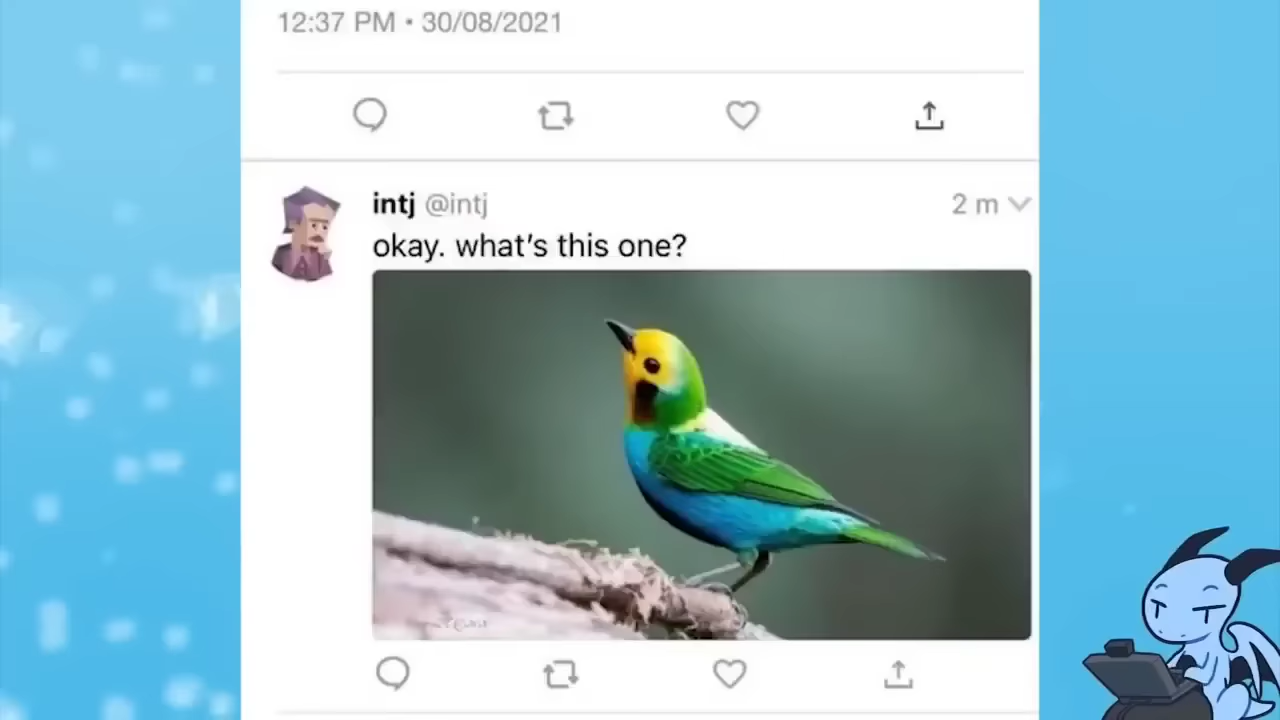 12:37 PM • 30/08/2021
intj @intj 2 m
okay. what's this one?